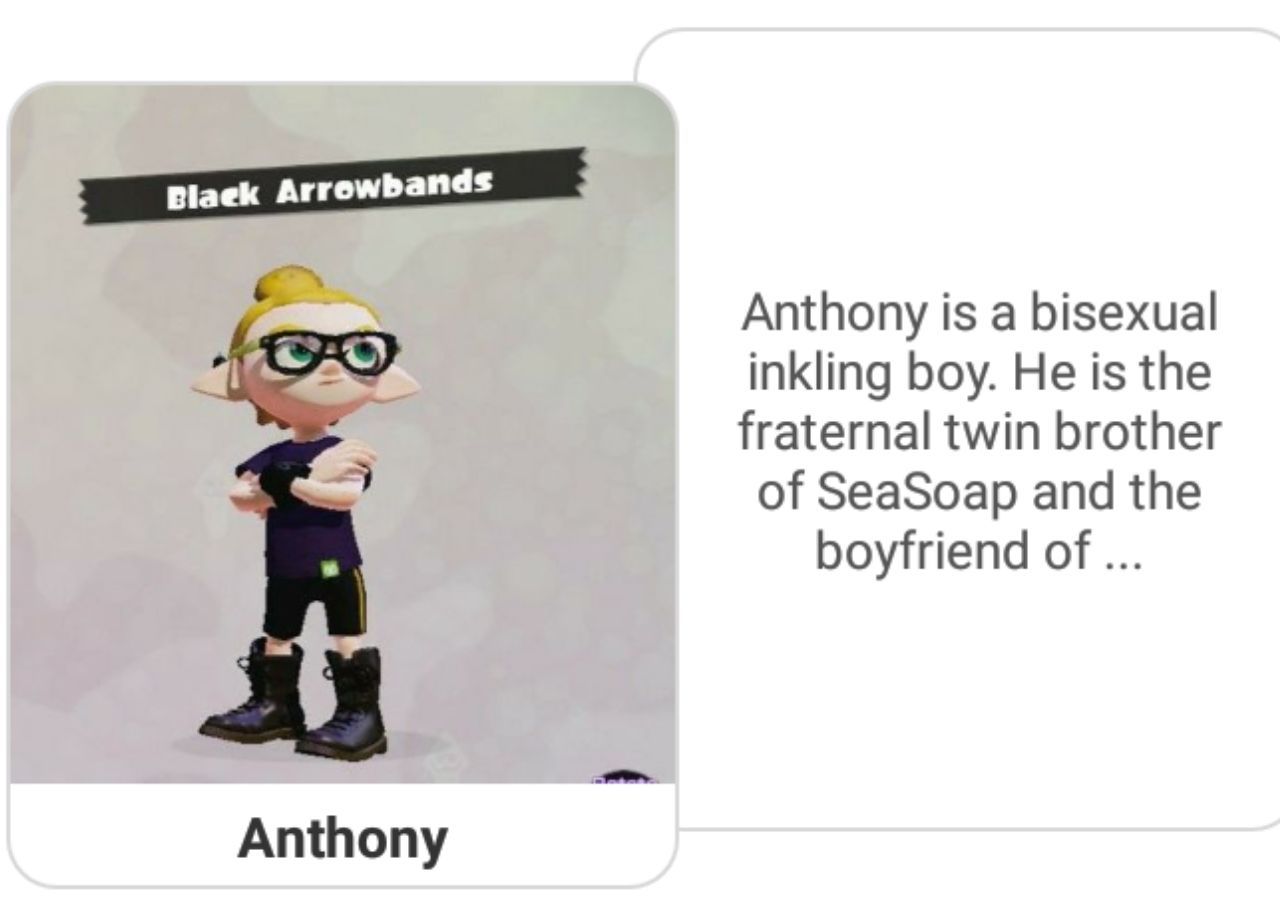 Black Arrowbands
Anthony is a bisexual
inkling boy. He is the
fraternal twin brother
of SeaSoap and the
boyfriend of ...
Anthony